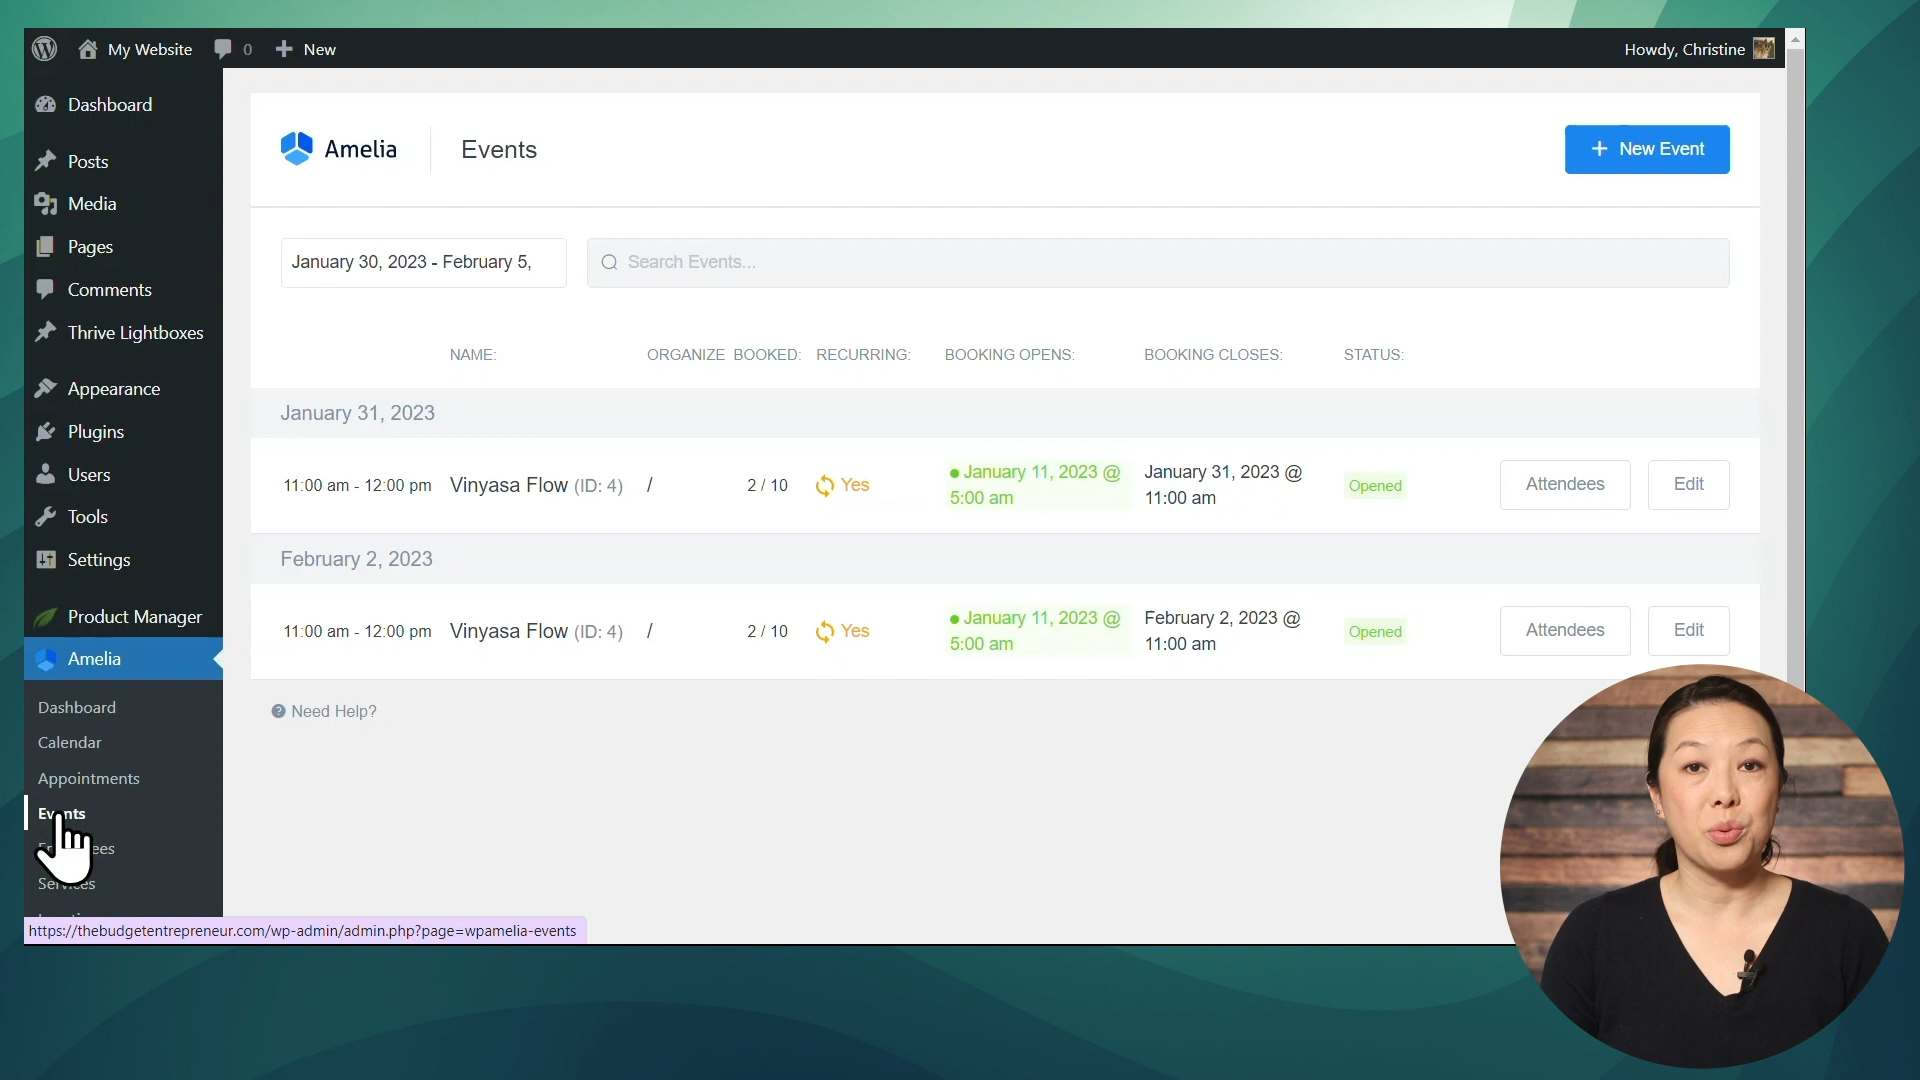 My Website
0
New
Howdy, Christine
Dashboard
Posts
Media
Pages
Comments
Thrive Lightboxes
Appearance
Plugins
Users
Tools
Settings
Product Manager
Amelia
Dashboard
Calendar
Appointments
Events
Services
https://thebudgetentrepreneur.com/wp-admin/admin.php?page=wpamelia-events
Amelia
Events
New Event
January 30, 2023 - February 5,
Search Events...
NAME: ORGANIZE BOOKED: RECURRING: BOOKING OPENS: BOOKING CLOSES: STATUS:
January 31, 2023
11:00 am - 12:00 pm Vinyasa Flow (ID: 4) / 2 / 10 Yes
January 11, 2023 @
5:00 am
January 31, 2023 @
11:00 am
Opened
Attendees
Edit
February 2, 2023
11:00 am - 12:00 pm Vinyasa Flow (ID: 4) / 2 / 10 Yes
January 11, 2023 @
5:00 am
February 2, 2023 @
11:00 am
Opened
Attendees
Edit
Need Help?